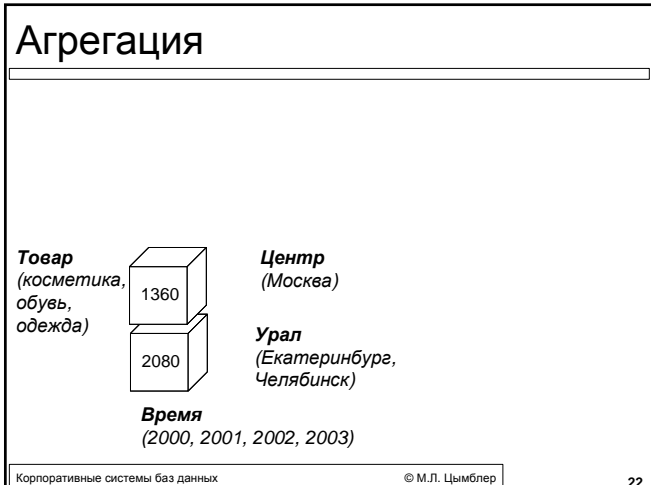 Агрегация
Товар
(косметика,
обувь,
одежда)
1360
2080
Центр
(Москва)
Урал
(Екатеринбург,
Челябинск)
Время
(2000, 2001, 2002, 2003)
Корпоративные системы баз данных
© М.Л. Цымблер
22